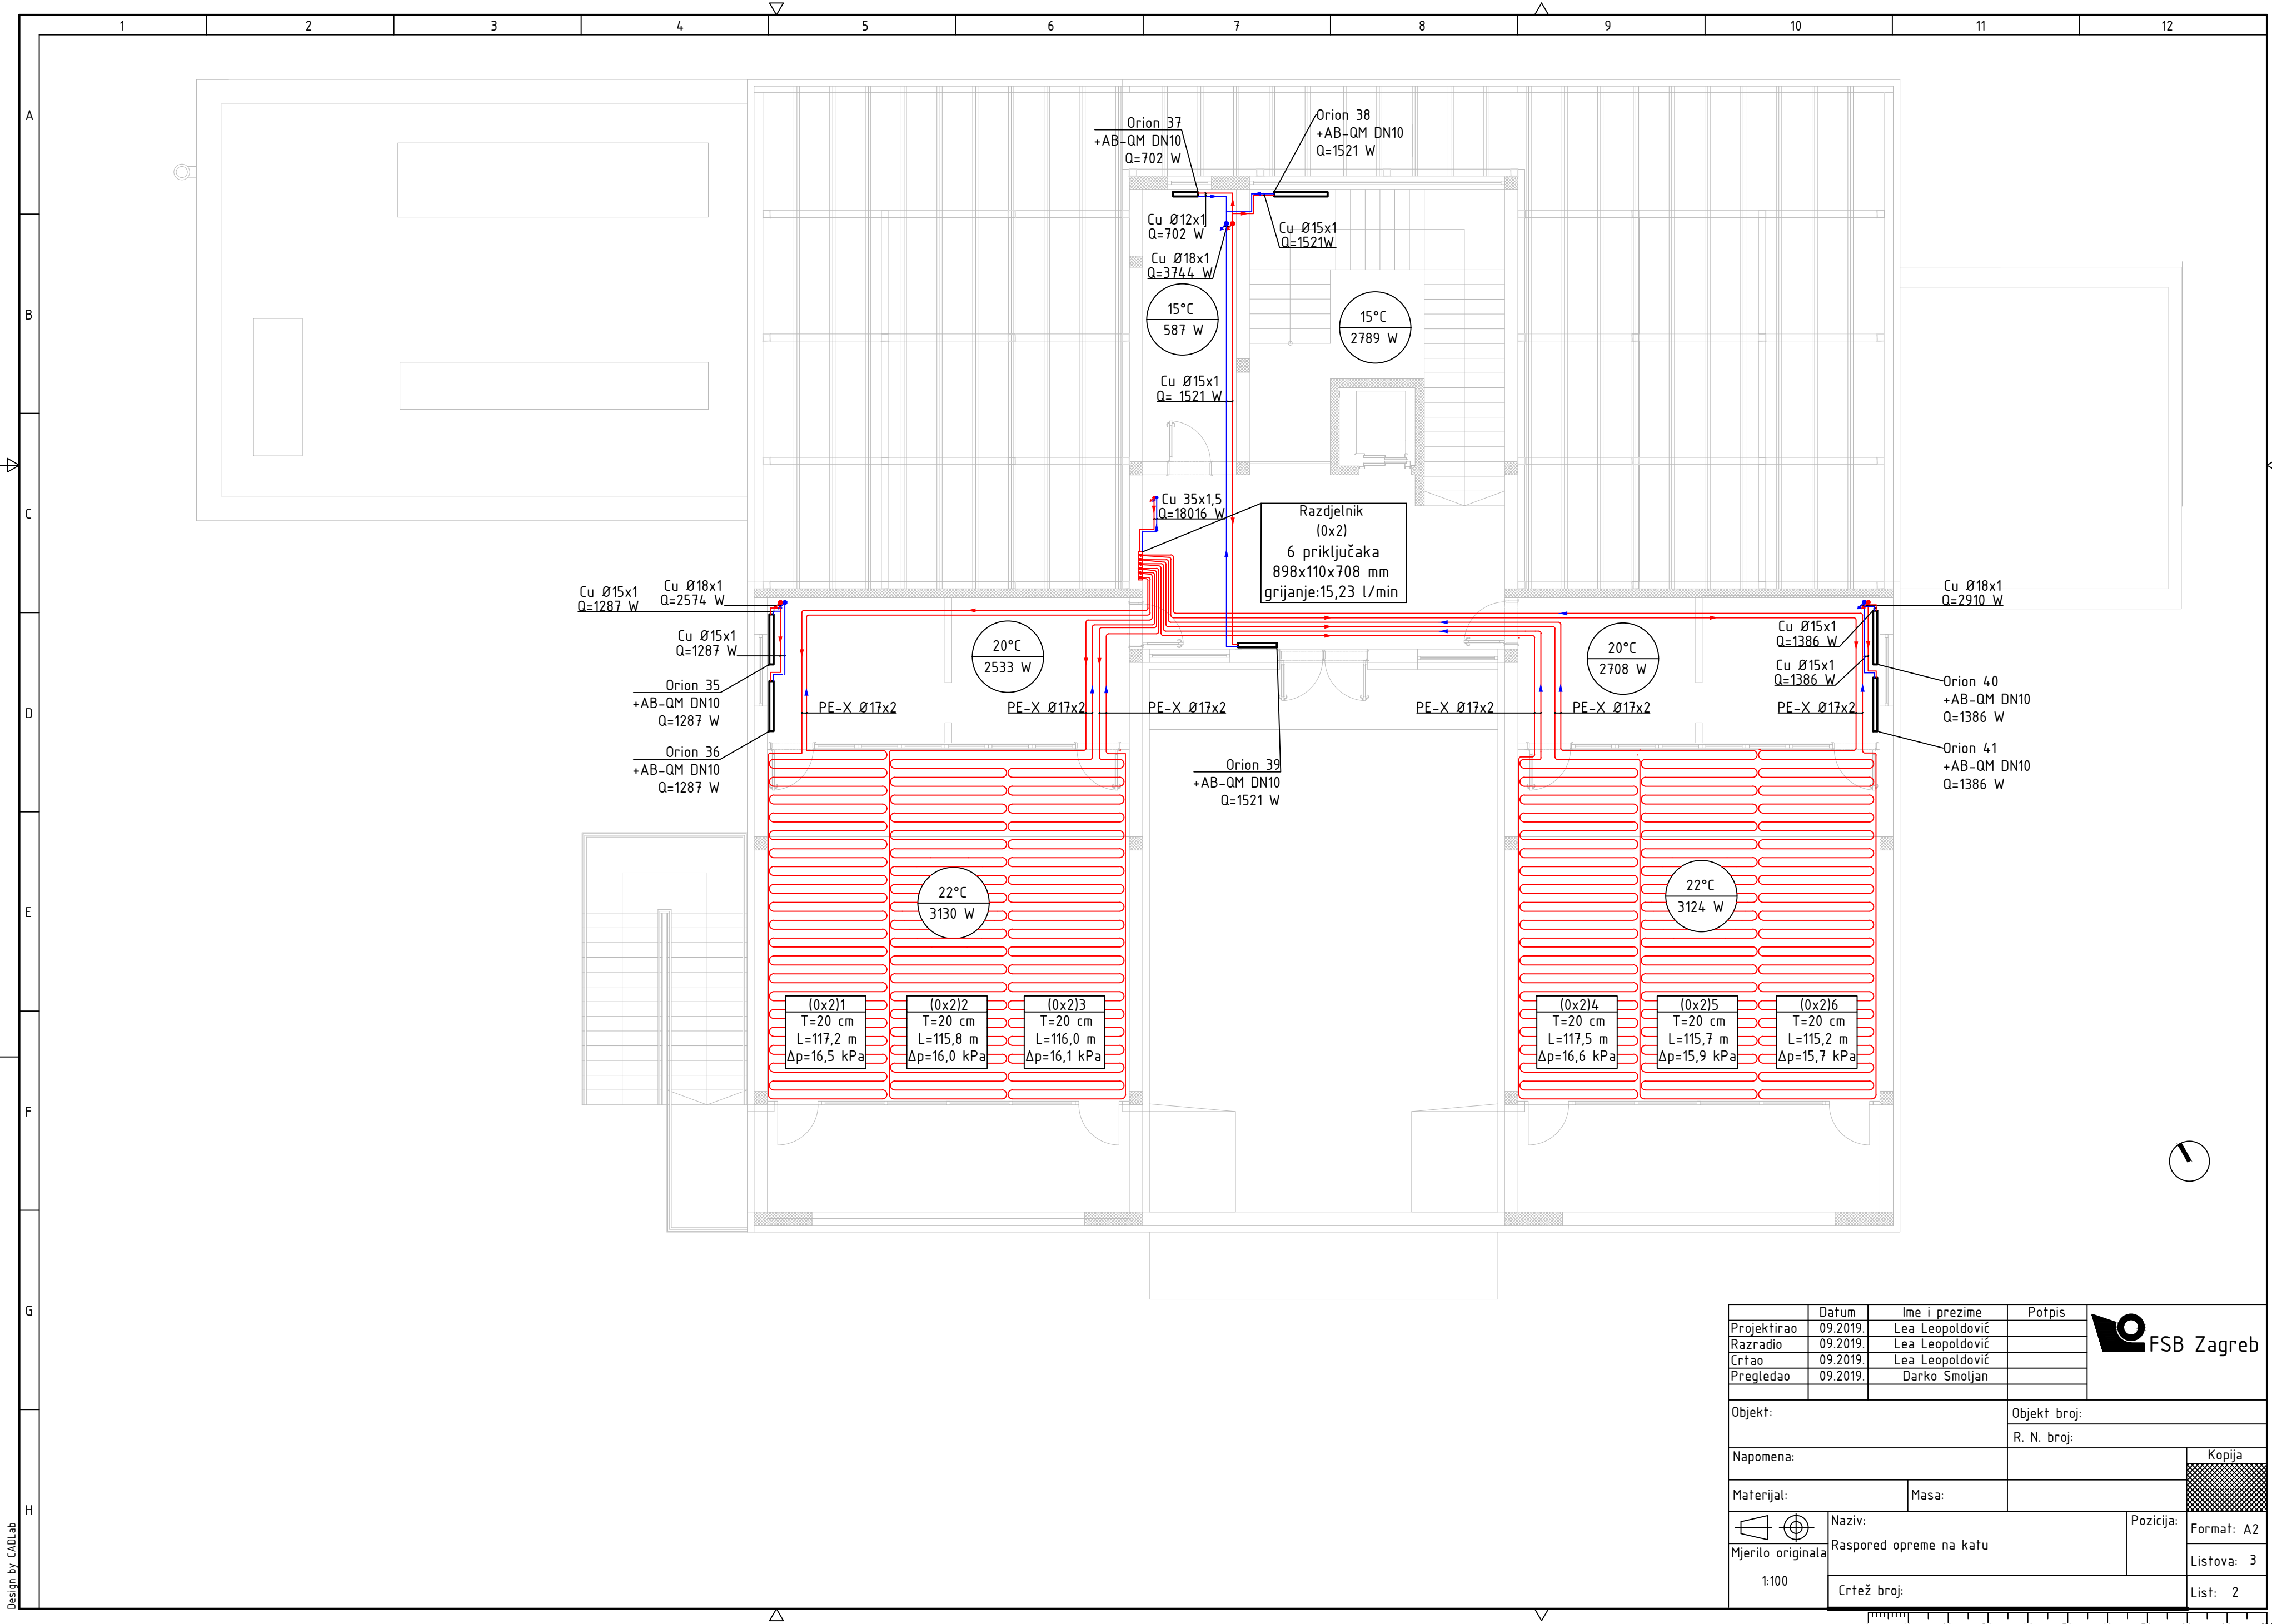 1 2 3 4 5 6 7 8 9 10 11 12
A
B
C
D
E
F
G
H
Orion 37
+AB-QM DN10
Q=702 W
Orion 38
+AB-QM DN10
Q=1521 W
Cu Ø12x1
Q=702 W
Cu Ø15x1
Q=1521W
Cu Ø18x1
Q=3744 W
15°C
587 W
15°C
2789 W
Cu Ø15x1
Q= 1521 W
Cu 35x1,5
Q=18016 W
Razdjelnik
(0x2)
6 priključaka
898x110x708 mm
grijanje:15,23 l/min
Cu Ø15x1
Q=1287 W
Cu Ø18x1
Q=2574 W
Cu Ø15x1
Q=1287 W
Orion 35
+AB-QM DN10
Q=1287 W
Orion 36
+AB-QM DN10
Q=1287 W
20°C
2533 W
20°C
2708 W
Cu Ø18x1
Q=2910 W
Cu Ø15x1
Q=1386 W
Cu Ø15x1
Q=1386 W
Orion 40
+AB-QM DN10
Q=1386 W
Orion 41
+AB-QM DN10
Q=1386 W
PE-X Ø17x2
PE-X Ø17x2
PE-X Ø17x2
PE-X Ø17x2
PE-X Ø17x2
PE-X Ø17x2
Orion 39
+AB-QM DN10
Q=1521 W
22°C
3130 W
22°C
3124 W
(0x2)1
T=20 cm
L=117,2 m
Δp=16,5 kPa
(0x2)2
T=20 cm
L=115,8 m
Δp=16,0 kPa
(0x2)3
T=20 cm
L=116,0 m
Δp=16,1 kPa
(0x2)4
T=20 cm
L=117,5 m
Δp=16,6 kPa
(0x2)5
T=20 cm
L=115,7 m
Δp=15,9 kPa
(0x2)6
T=20 cm
L=115,2 m
Δp=15,7 kPa
Datum Ime i prezime Potpis
Projektirao 09.2019. Lea Leopoldović
Razradio 09.2019. Lea Leopoldović
Crtao 09.2019. Lea Leopoldović
Pregledao 09.2019. Darko Smoljan
FSB Zagreb
Objekt:
Objekt broj:
R. N. broj:
Napomena:
Kopija
Materijal:
Masa:
Naziv:
Raspored opreme na katu
Pozicija:
Format: A2
Mjerilo originala
1:100
Listova: 3
Crtež broj:
List: 2
Design by CADLab